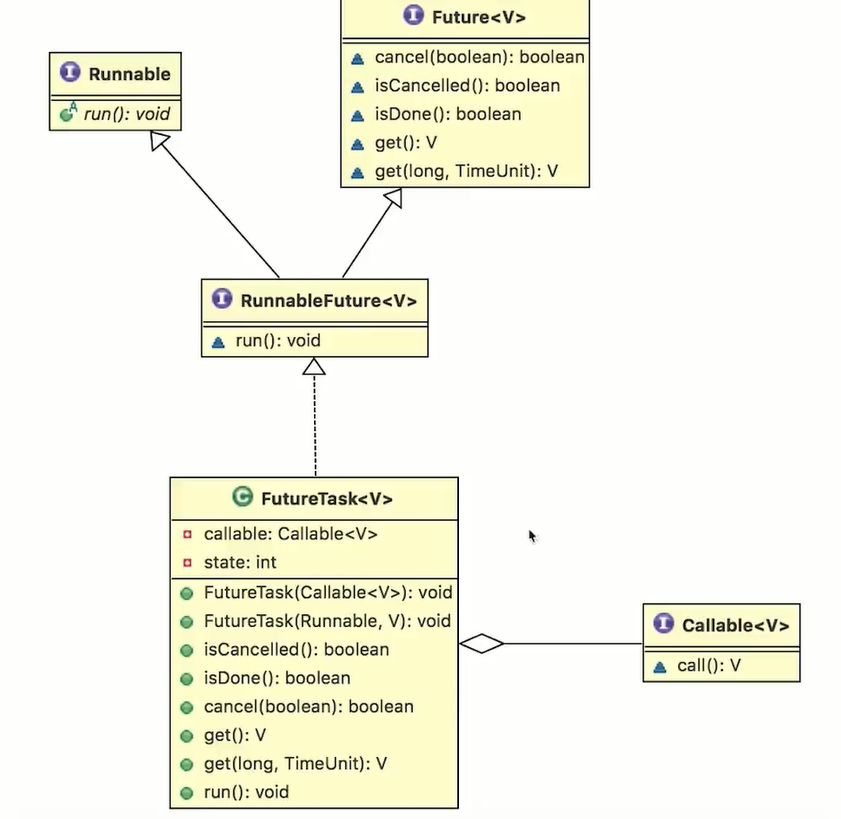 Future<V>
cancel(boolean): boolean
isCancelled(): boolean
isDone(): boolean
get(): V
get(long, TimeUnit): V
Runnable
run(): void
RunnableFuture<V>
run(): void
FutureTask<V>
callable: Callable<V>
state: int
FutureTask(Callable<V>): void
FutureTask(Runnable, V): void
isCancelled(): boolean
isDone(): boolean
cancel(boolean): boolean
get(): V
get(long, TimeUnit): V
run(): void
Callable<V>
call(): V